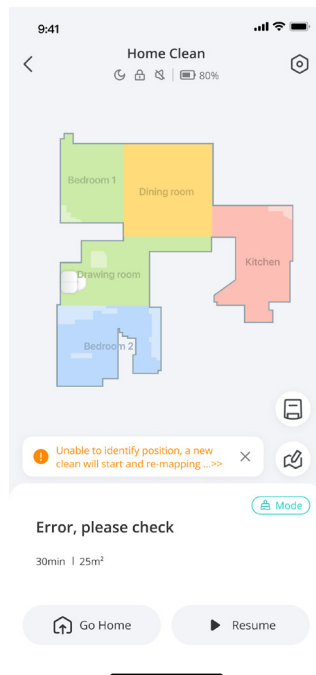 9:41
Home Clean
80%
Bedroom 1
Dining room
Kitchen
Drawing room
Bedroom 2
Unable to identify position, a new
clean will start and re-mapping ...>>
Mode
Error, please check
30min | 25m²
Go Home
Resume